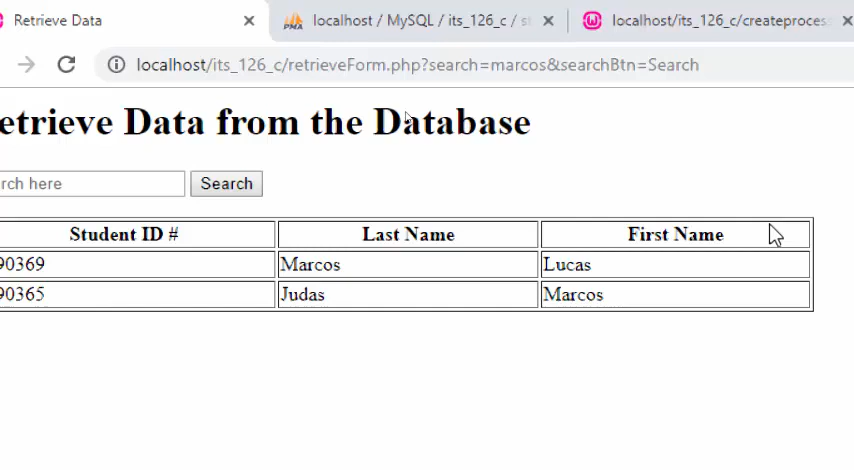 Retrieve Data
localhost / MySQL / its_126_c / st
localhost/its_126_c/createproces
localhost/its_126_c/retrieveForm.php?search=marcos&searchBtn=Search
etrieve Data from the Database
rch here
Search
Student ID # Last Name First Name
90369 Marcos Lucas
90365 Judas Marcos